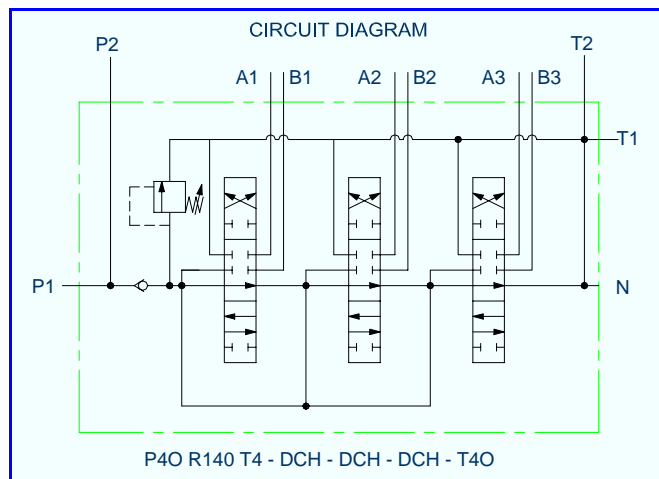 CIRCUIT DIAGRAM
P2 T2
A1 B1 A2 B2 A3 B3
T1
P1 N
P4O R140 T4 - DCH - DCH - DCH - T4O